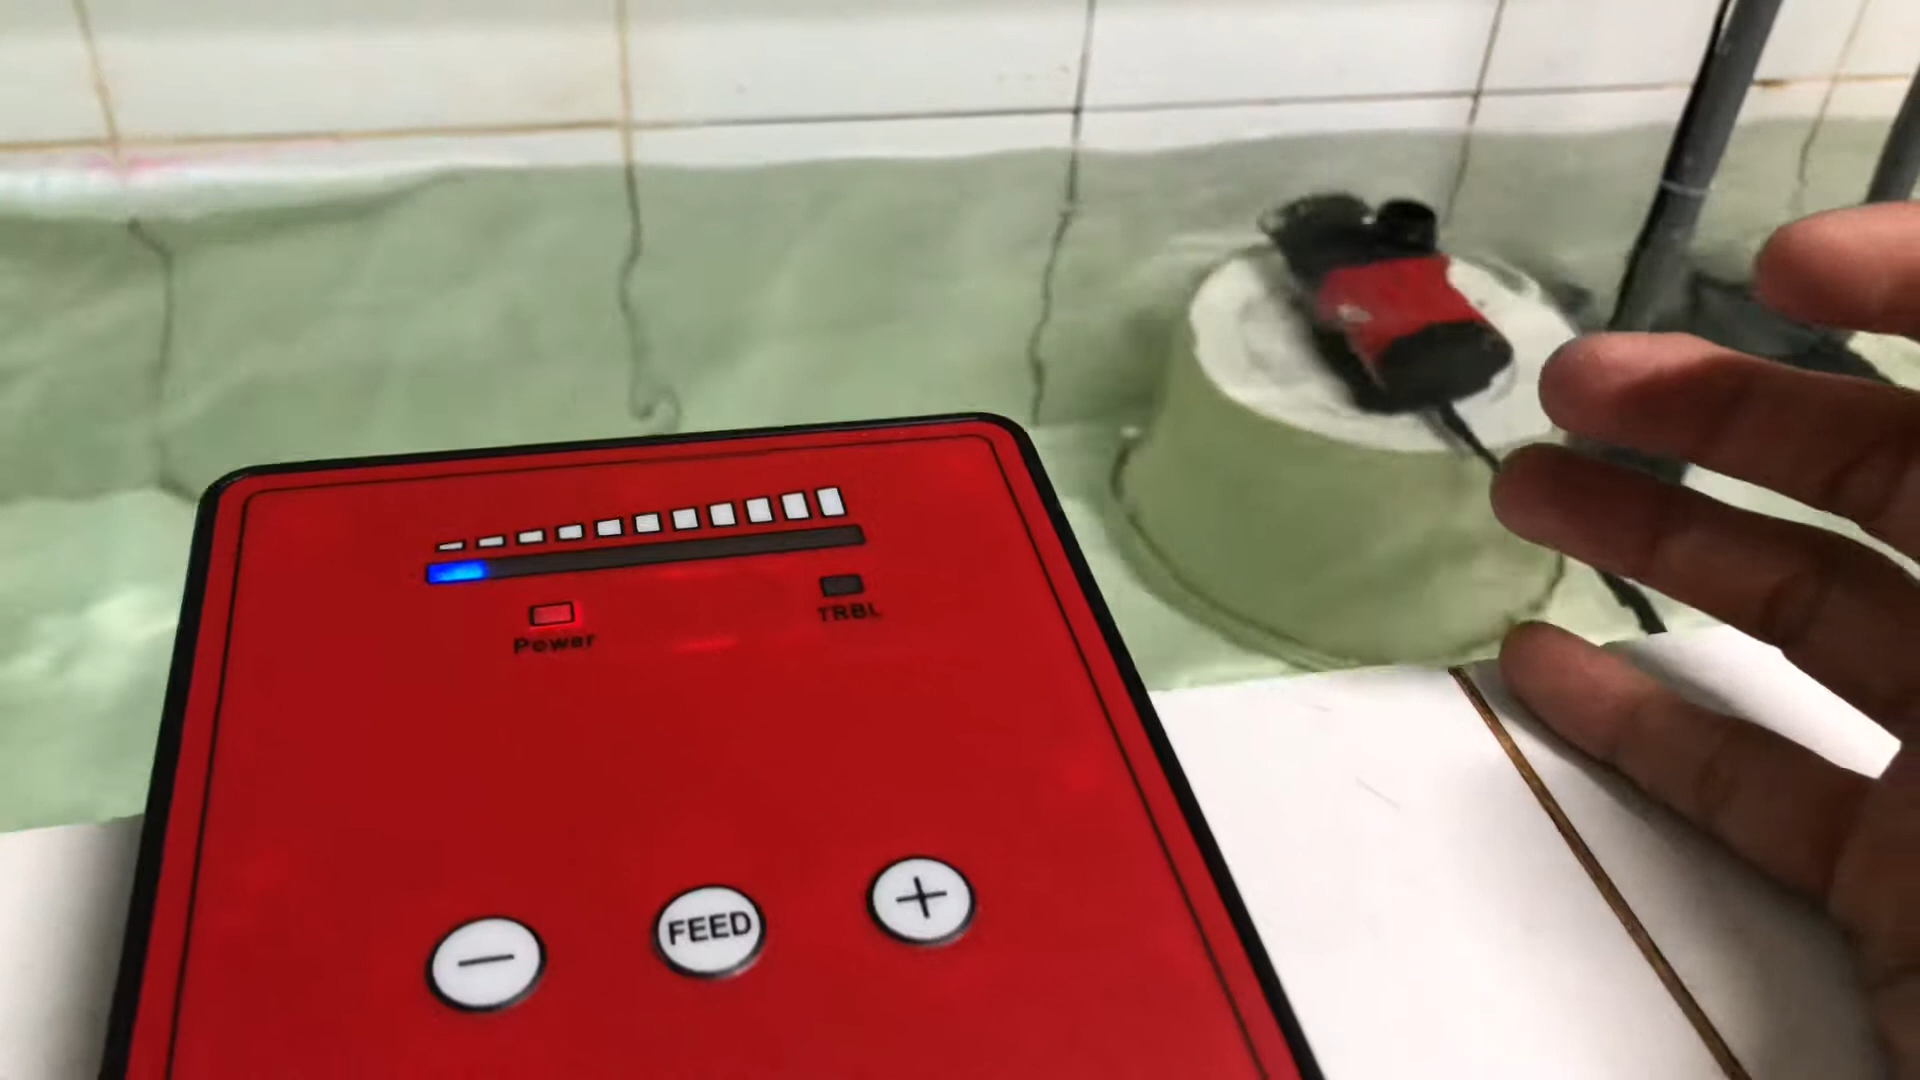 Power
TRBL
—
FEED
+